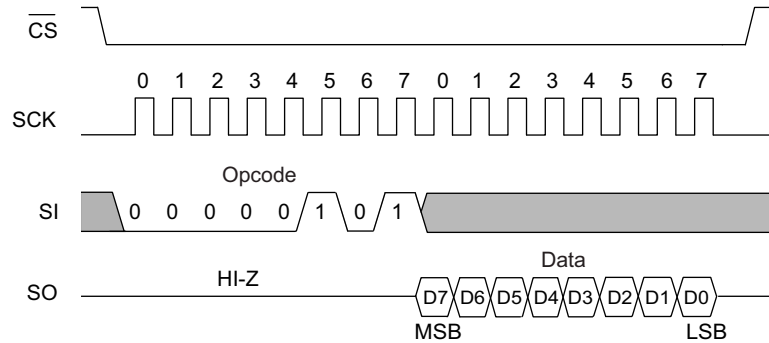 CS
0 1 2 3 4 5 6 7 0 1 2 3 4 5 6 7
SCK
Opcode
SI 0 0 0 0 0 1 0 1
HI-Z Data
SO D7 D6 D5 D4 D3 D2 D1 D0
MSB LSB